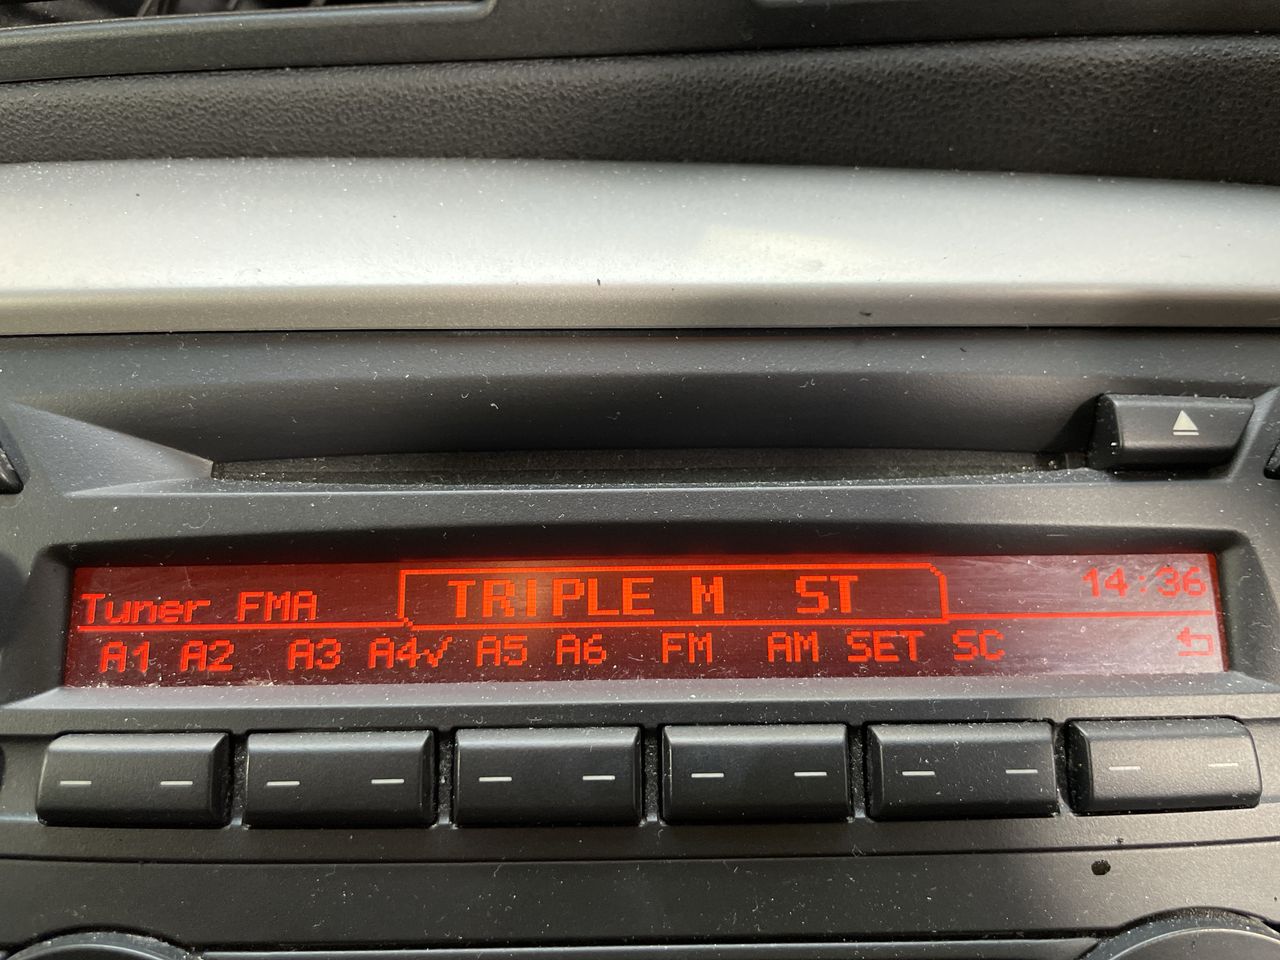 Tuner FMA TRIPLE M ST 14:36
A1 A2 A3 A4√ A5 A6 FM AM SET SC